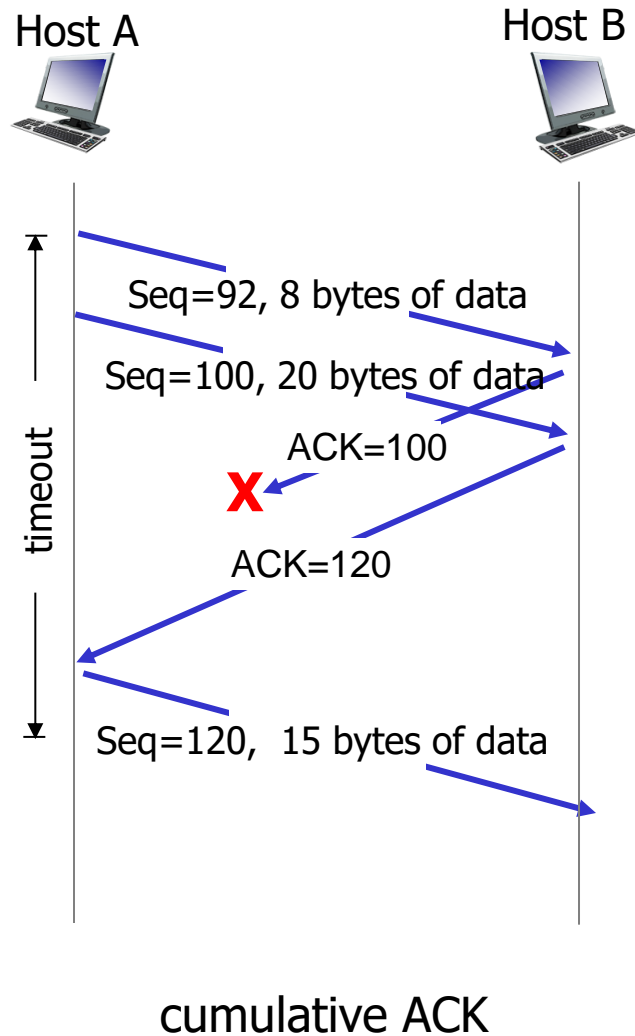 Host A
Host B
Seq=92, 8 bytes of data
Seq=100, 20 bytes of data
ACK=100
X
timeout
ACK=120
Seq=120, 15 bytes of data
cumulative ACK